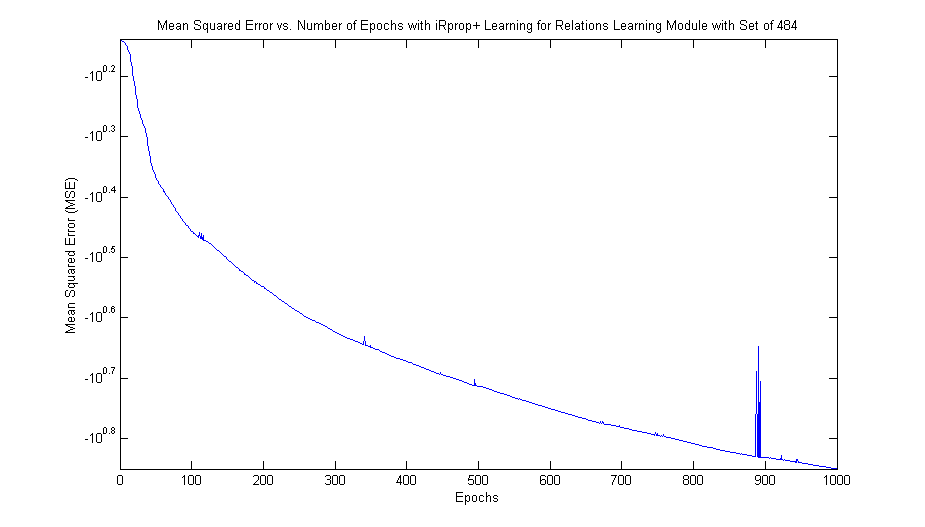 Mean Squared Error vs. Number of Epochs with iRprop+ Learning for Relations Learning Module with Set of 484
-10^0.2
-10^0.3
-10^0.4
-10^0.5
-10^0.6
-10^0.7
-10^0.8
Mean Squared Error (MSE)
0 100 200 300 400 500 600 700 800 900 1000
Epochs